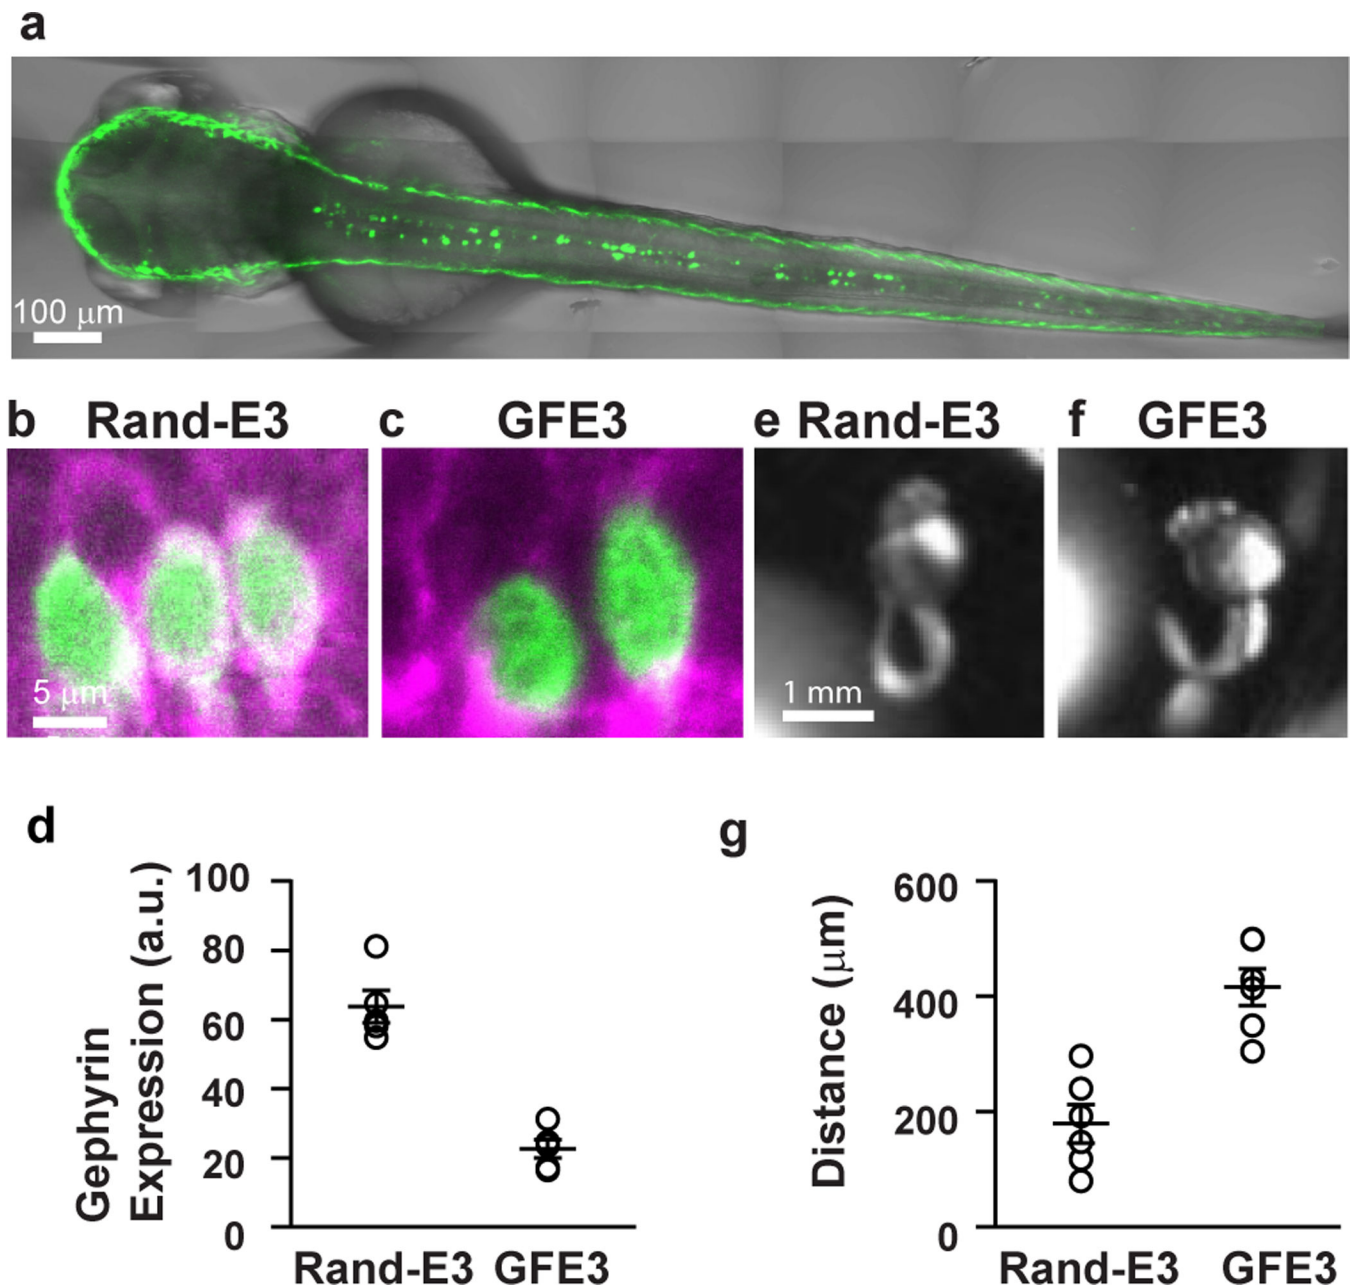 a
100 μm
b Rand-E3
c GFE3
e Rand-E3
f GFE3
5 μm
1 mm
d
Gephyrin
Expression (a.u.)
100
80
60
40
20
0
Rand-E3 GFE3
g
Distance (μm)
600
400
200
0
Rand-E3 GFE3